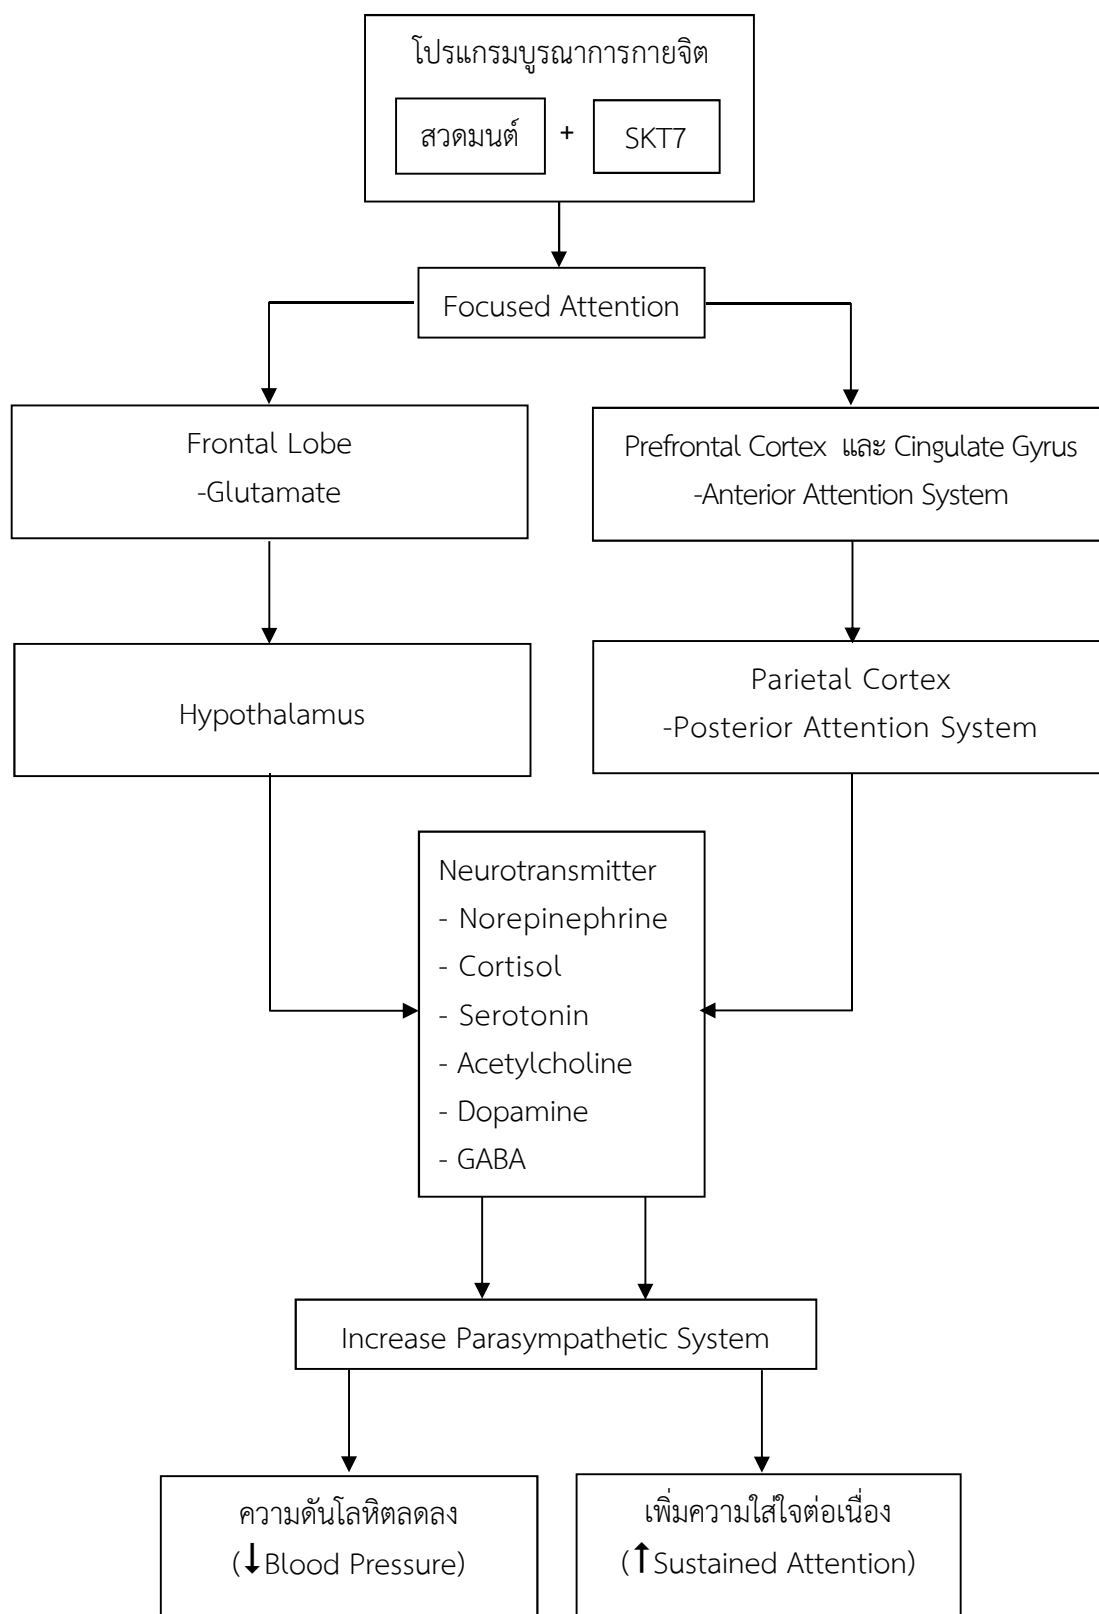 โปรแกรมบูรณาการกายจิต
สวดมนต์ + SKT7
Focused Attention
Frontal Lobe
-Glutamate
Prefrontal Cortex และ Cingulate Gyrus
-Anterior Attention System
Hypothalamus
Parietal Cortex
-Posterior Attention System
Neurotransmitter
- Norepinephrine
- Cortisol
- Serotonin
- Acetylcholine
- Dopamine
- GABA
Increase Parasympathetic System
ความดันโลหิตลดลง
(↓Blood Pressure)
เพิ่มความใส่ใจต่อเนื่อง
(↑Sustained Attention)